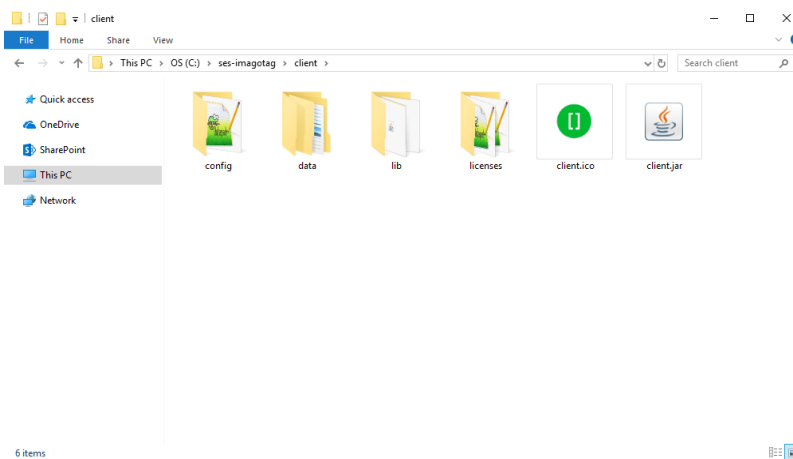 client
File Home Share View
This PC > OS (C:) > ses-imagotag > client >
Search client
Quick access
OneDrive
SharePoint
This PC
Network
config
data
lib
licenses
client.ico
client.jar
6 items